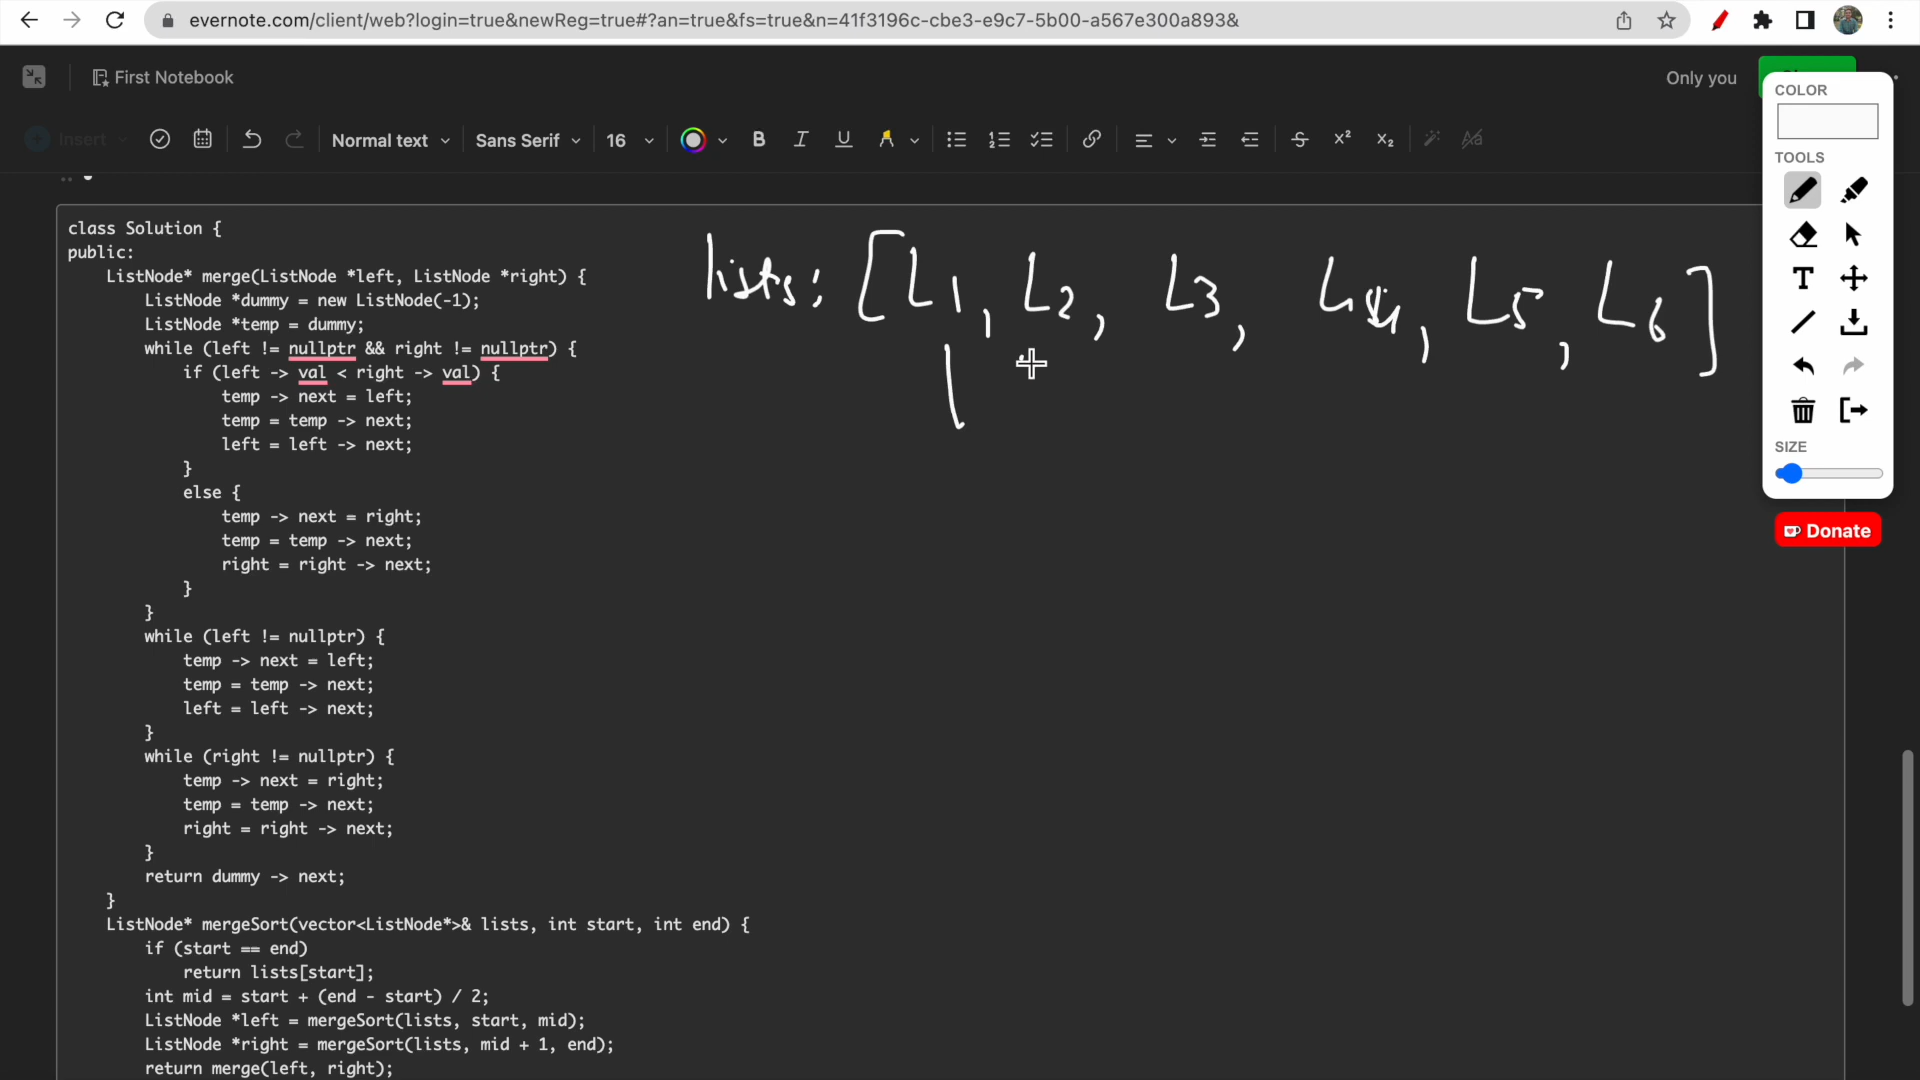 evernote.com/client/web?login=true&newReg=true#?an=true&fs=true&n=41f3196c-cbe3-e9c7-5b00-a567e300a893&
First Notebook
Only you
COLOR
Insert
Normal text
Sans Serif
16
TOOLS
SIZE
Donate
lists: [L1, L2, L3, L4, L5, L6]
class Solution {
public:
ListNode* merge(ListNode *left, ListNode *right) {
ListNode *dummy = new ListNode(-1);
ListNode *temp = dummy;
while (left != nullptr && right != nullptr) {
if (left -> val < right -> val) {
temp -> next = left;
temp = temp -> next;
left = left -> next;
}
else {
temp -> next = right;
temp = temp -> next;
right = right -> next;
}
}
while (left != nullptr) {
temp -> next = left;
temp = temp -> next;
left = left -> next;
}
while (right != nullptr) {
temp -> next = right;
temp = temp -> next;
right = right -> next;
}
return dummy -> next;
}
ListNode* mergeSort(vector<ListNode*>& lists, int start, int end) {
if (start == end)
return lists[start];
int mid = start + (end - start) / 2;
ListNode *left = mergeSort(lists, start, mid);
ListNode *right = mergeSort(lists, mid + 1, end);
return merge(left, right);